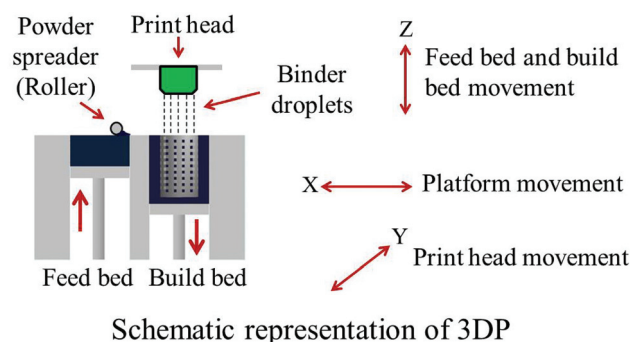 Print head
Powder
spreader
(Roller)
Binder
droplets
Feed bed
Build bed
Z
Feed bed and build
bed movement
X
Platform movement
Y
Print head movement
Schematic representation of 3DP